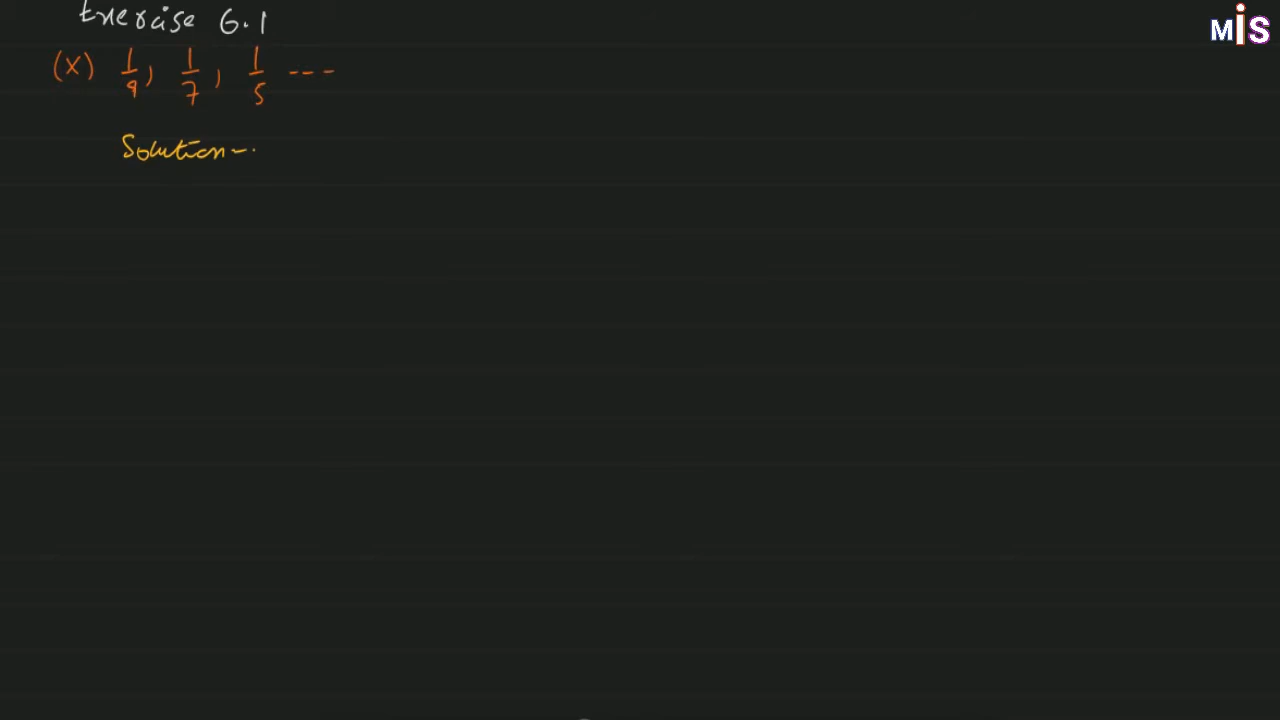 Exercise 6.1
MiS
(x) 1/9, 1/7, 1/5 ---
Solution-.